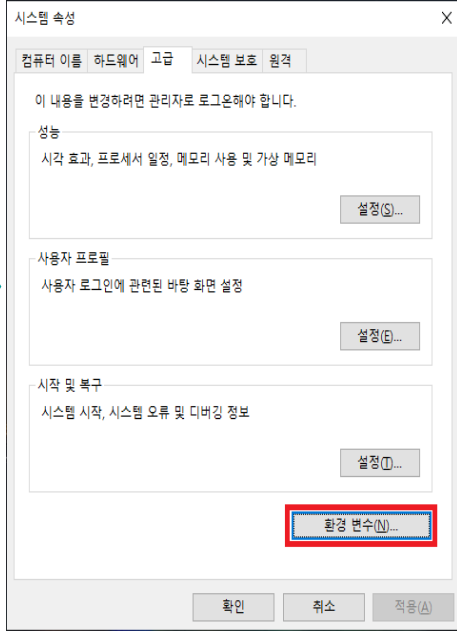 시스템 속성
컴퓨터 이름 하드웨어 고급 시스템 보호 원격
이 내용을 변경하려면 관리자로 로그온해야 합니다.
성능
시각 효과, 프로세서 일정, 메모리 사용 및 가상 메모리
설정(S)...
사용자 프로필
사용자 로그인에 관련된 바탕 화면 설정
설정(E)...
시작 및 복구
시스템 시작, 시스템 오류 및 디버깅 정보
설정(T)...
환경 변수(N)...
확인 취소 적용(A)